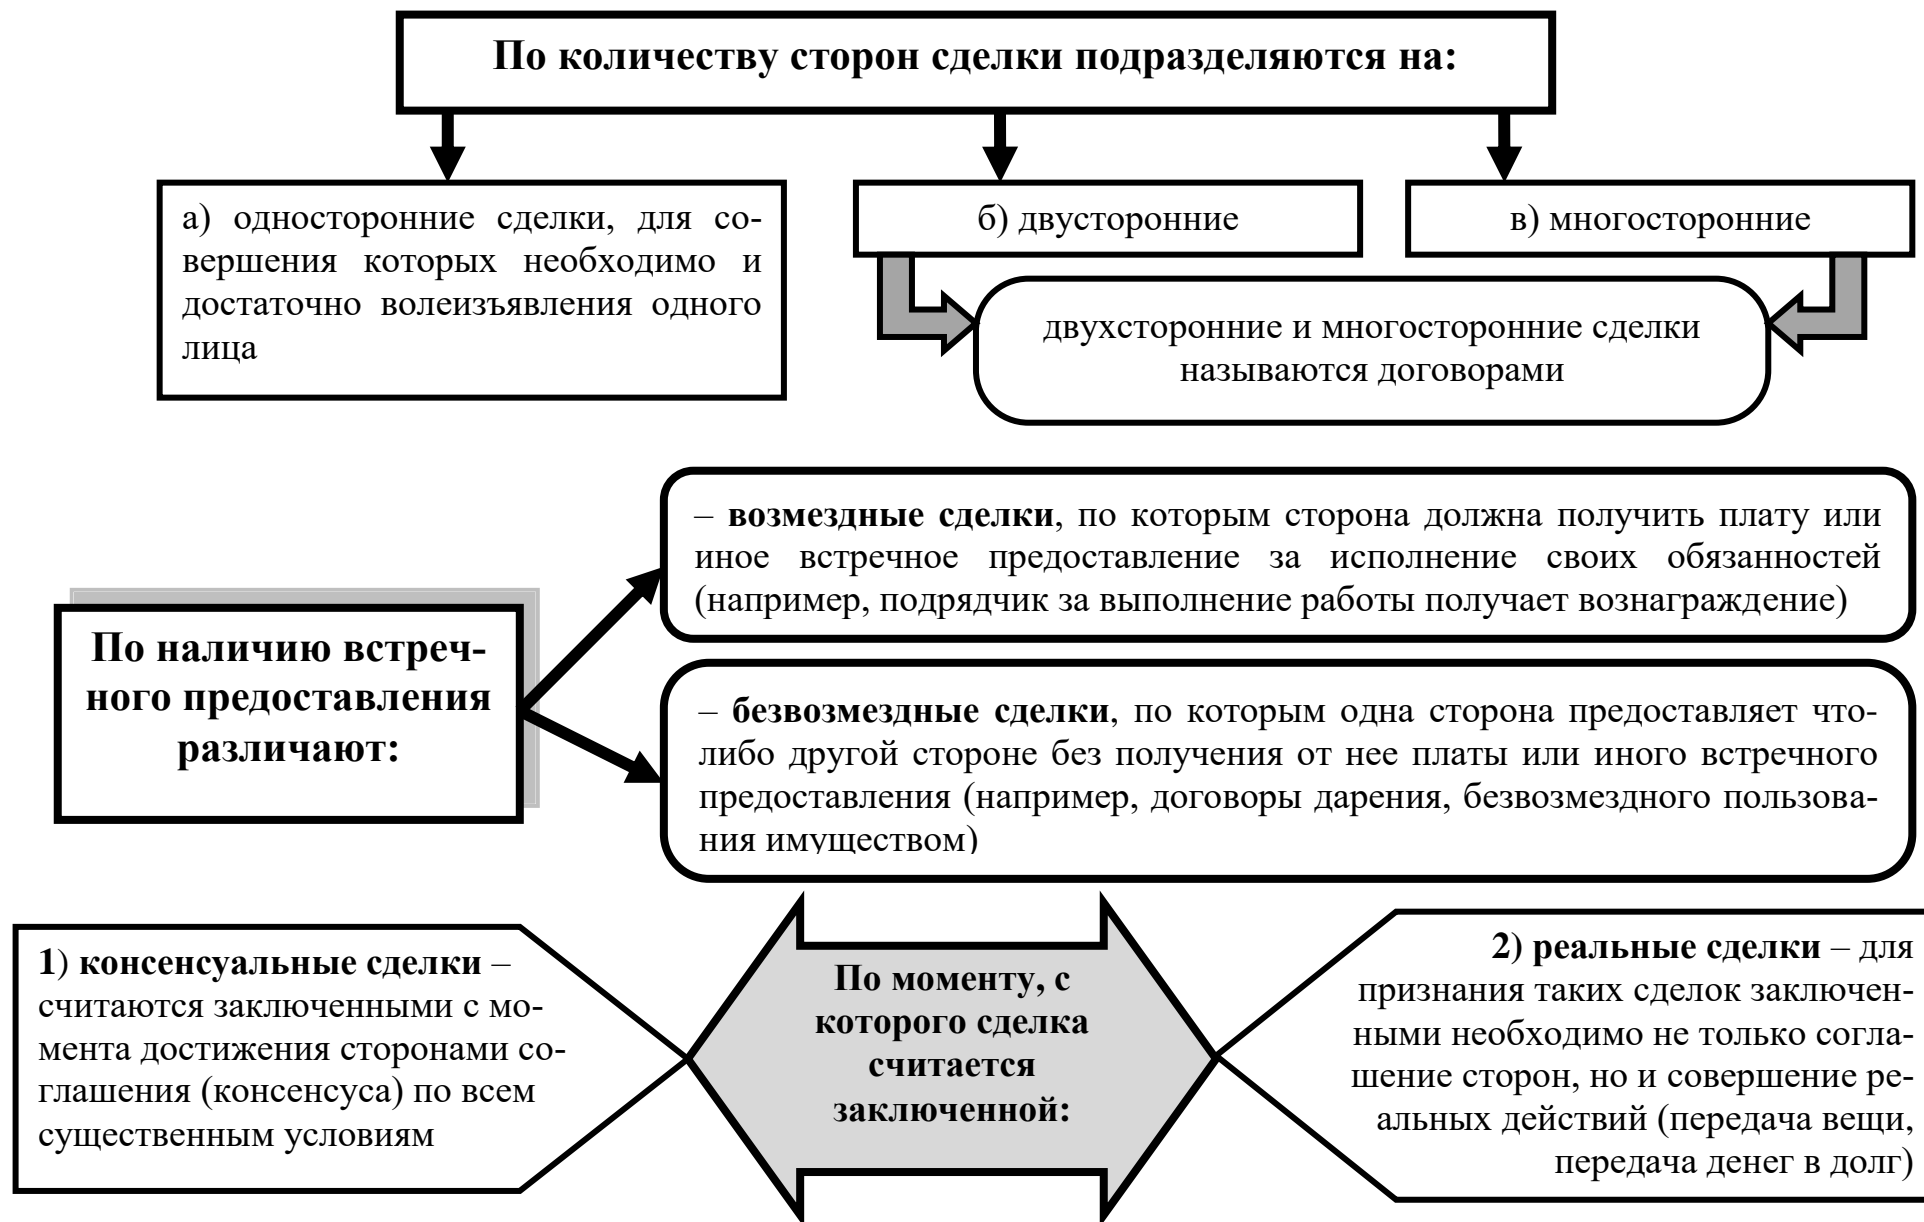 По количеству сторон сделки подразделяются на:
а) односторонние сделки, для со-
вершения которых необходимо и
достаточно волеизъявления одного
лица
б) двусторонние
в) многосторонние
двухсторонние и многосторонние сделки
называются договорами
По наличию встреч-
ного предоставления
различают:
– возмездные сделки, по которым сторона должна получить плату или
иное встречное предоставление за исполнение своих обязанностей
(например, подрядчик за выполнение работы получает вознаграждение)
– безвозмездные сделки, по которым одна сторона предоставляет что-
либо другой стороне без получения от нее платы или иного встречного
предоставления (например, договоры дарения, безвозмездного пользова-
ния имуществом)
1) консенсуальные сделки –
считаются заключенными с мо-
мента достижения сторонами со-
глашения (консенсуса) по всем
существенным условиям
По моменту, с
которого сделка
считается
заключенной:
2) реальные сделки – для
признания таких сделок заключен-
ными необходимо не только согла-
шение сторон, но и совершение ре-
альных действий (передача вещи,
передача денег в долг)